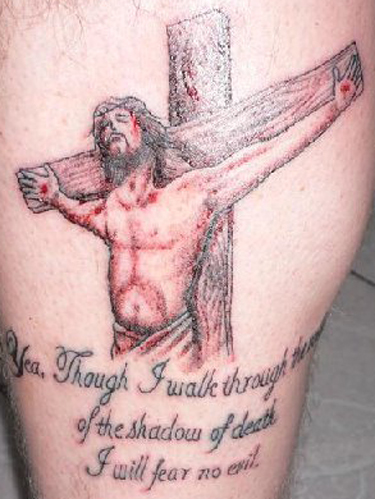 Yea, Though I walk through the
of the shadow of death
I will fear no evil.